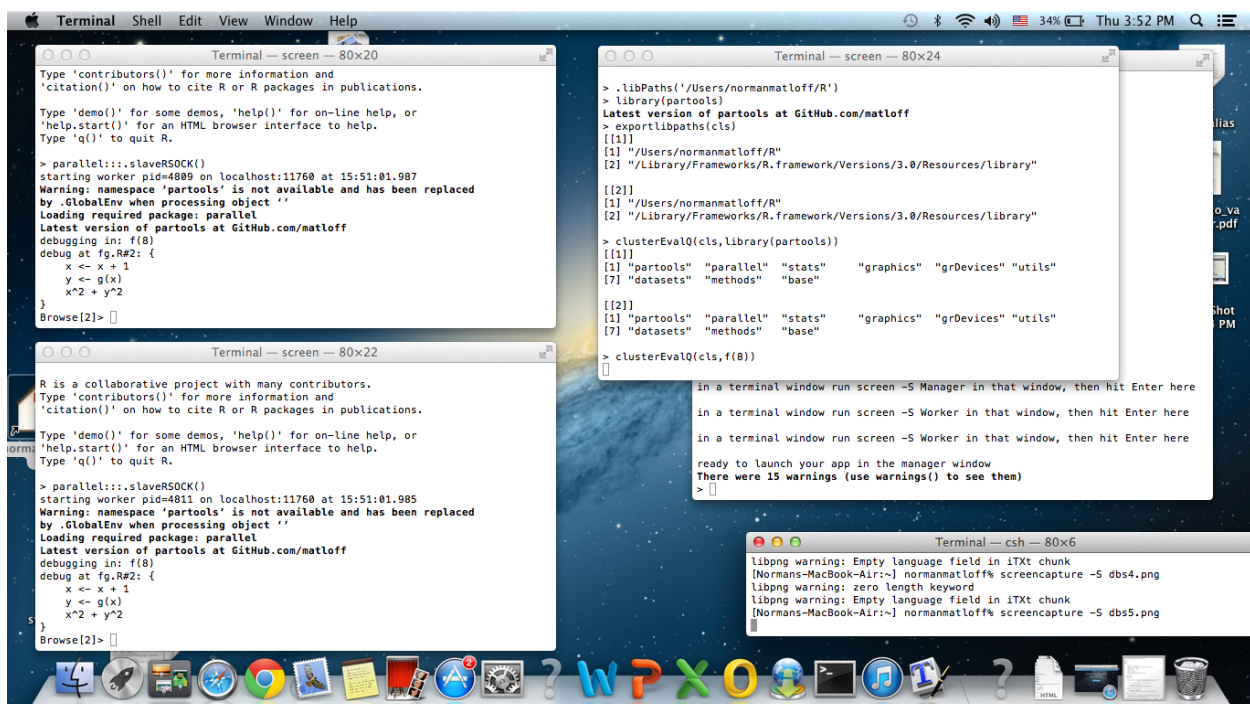 Terminal Shell Edit View Window Help
34% Thu 3:52 PM
Terminal — screen — 80×20
Type 'contributors()' for more information and
'citation()' on how to cite R or R packages in publications.
Type 'demo()' for some demos, 'help()' for on-line help, or
'help.start()' for an HTML browser interface to help.
Type 'q()' to quit R.
> parallel:::.slaveRSOCK()
starting worker pid=4809 on localhost:11760 at 15:51:01.987
Warning: namespace ‘partools’ is not available and has been replaced
by .GlobalEnv when processing object ‘’
Loading required package: parallel
Latest version of partools at GitHub.com/matloff
debugging in: f(8)
debug at fg.R#2: {
x <- x + 1
y <- g(x)
x^2 + y^2
}
Browse[2]>
Terminal — screen — 80×22
R is a collaborative project with many contributors.
Type 'contributors()' for more information and
'citation()' on how to cite R or R packages in publications.
Type 'demo()' for some demos, 'help()' for on-line help, or
'help.start()' for an HTML browser interface to help.
Type 'q()' to quit R.
> parallel:::.slaveRSOCK()
starting worker pid=4811 on localhost:11760 at 15:51:01.985
Warning: namespace ‘partools’ is not available and has been replaced
by .GlobalEnv when processing object ‘’
Loading required package: parallel
Latest version of partools at GitHub.com/matloff
debugging in: f(8)
debug at fg.R#2: {
x <- x + 1
y <- g(x)
x^2 + y^2
}
Browse[2]>
Terminal — screen — 80×24
> .libPaths('/Users/normanmatloff/R')
> library(partools)
Latest version of partools at GitHub.com/matloff
> exportlibpaths(cls)
[[1]]
[1] "/Users/normanmatloff/R"
[2] "/Library/Frameworks/R.framework/Versions/3.0/Resources/library"
[[2]]
[1] "/Users/normanmatloff/R"
[2] "/Library/Frameworks/R.framework/Versions/3.0/Resources/library"
> clusterEvalQ(cls,library(partools))
[[1]]
[1] "partools" "parallel" "stats" "graphics" "grDevices" "utils"
[7] "datasets" "methods" "base"
[[2]]
[1] "partools" "parallel" "stats" "graphics" "grDevices" "utils"
[7] "datasets" "methods" "base"
> clusterEvalQ(cls,f(8))
in a terminal window run screen -S Manager in that window, then hit Enter here
in a terminal window run screen -S Worker in that window, then hit Enter here
in a terminal window run screen -S Worker in that window, then hit Enter here
ready to launch your app in the manager window
There were 15 warnings (use warnings() to see them)
>
Terminal — csh — 80×6
libpng warning: Empty language field in iTXt chunk
[Normans-MacBook-Air:~] normanmatloff% screencapture -S dbs4.png
libpng warning: zero length keyword
libpng warning: Empty language field in iTXt chunk
[Normans-MacBook-Air:~] normanmatloff% screencapture -S dbs5.png
lias
o_va
r.pdf
Shot
PM
norma
2
HTML